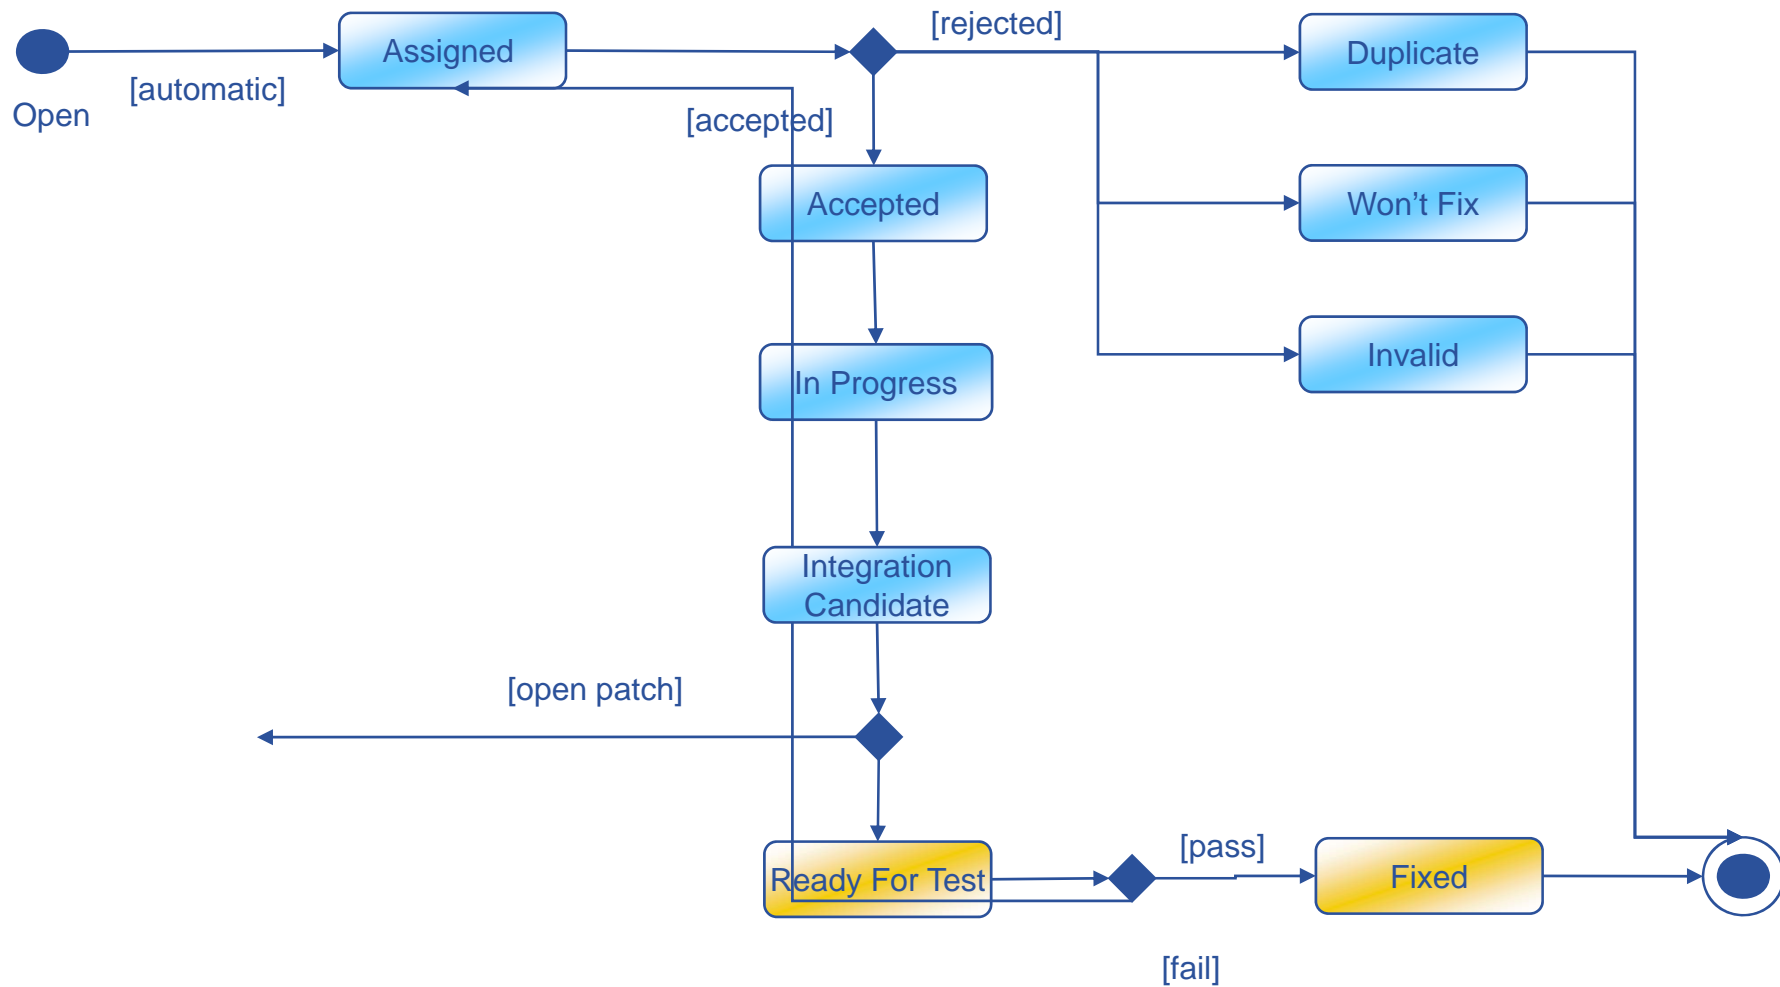 [rejected]
Assigned
Duplicate
[automatic]
Open
[accepted]
Accepted
Won’t Fix
In Progress
Invalid
Integration
Candidate
[open patch]
[pass]
Ready For Test
Fixed
[fail]